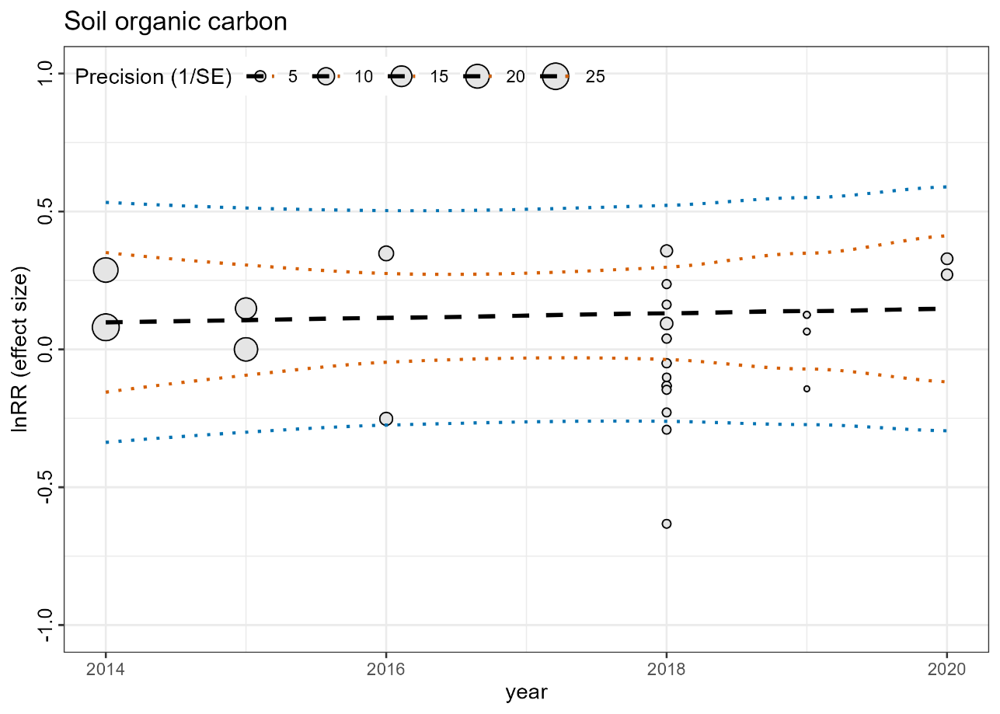 Soil organic carbon
Precision (1/SE) 5 10 15 20 25
1.0
0.5
0.0
-0.5
-1.0
lnRR (effect size)
2014 2016 2018 2020
year